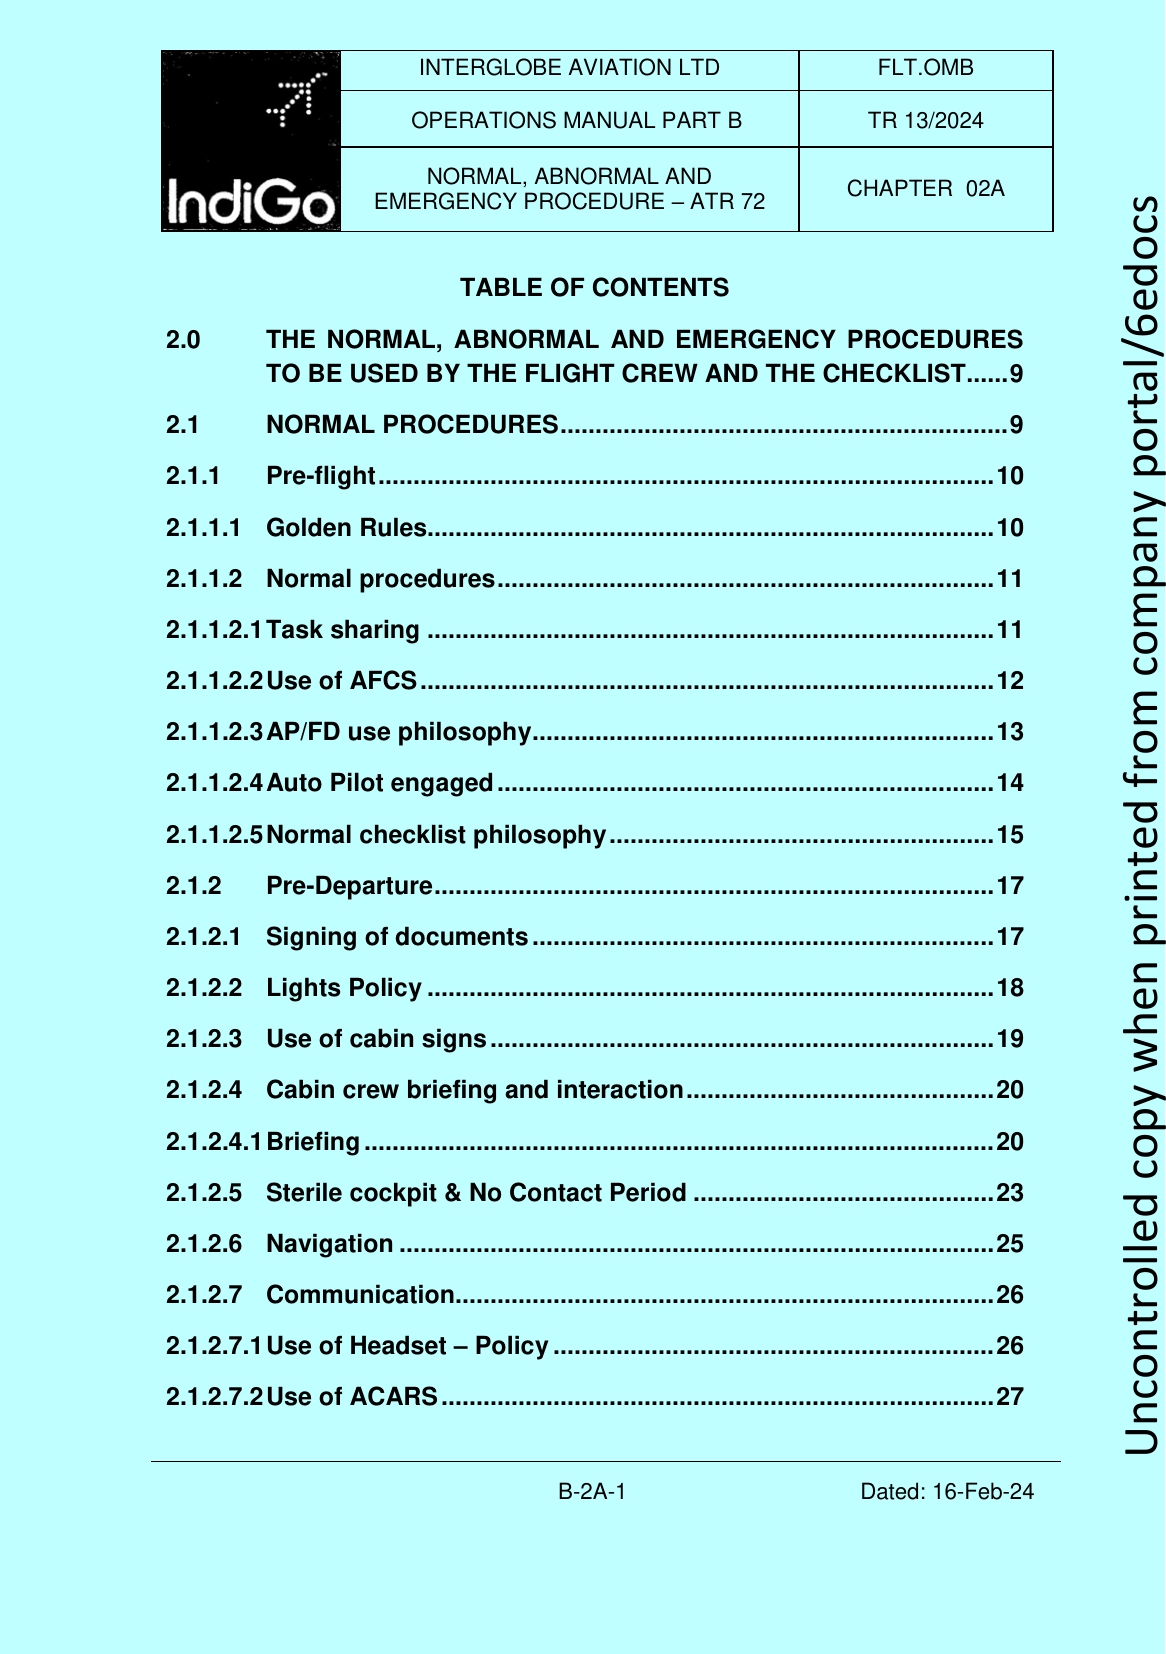 IndiGo
INTERGLOBE AVIATION LTD
FLT.OMB
OPERATIONS MANUAL PART B
TR 13/2024
NORMAL, ABNORMAL AND
EMERGENCY PROCEDURE – ATR 72
CHAPTER 02A
TABLE OF CONTENTS
2.0 THE NORMAL, ABNORMAL AND EMERGENCY PROCEDURES
TO BE USED BY THE FLIGHT CREW AND THE CHECKLIST......9
2.1 NORMAL PROCEDURES................................................................9
2.1.1 Pre-flight........................................................................................10
2.1.1.1 Golden Rules.................................................................................10
2.1.1.2 Normal procedures.......................................................................11
2.1.1.2.1 Task sharing .................................................................................11
2.1.1.2.2 Use of AFCS..................................................................................12
2.1.1.2.3 AP/FD use philosophy..................................................................13
2.1.1.2.4 Auto Pilot engaged.......................................................................14
2.1.1.2.5 Normal checklist philosophy.......................................................15
2.1.2 Pre-Departure................................................................................17
2.1.2.1 Signing of documents..................................................................17
2.1.2.2 Lights Policy .................................................................................18
2.1.2.3 Use of cabin signs........................................................................19
2.1.2.4 Cabin crew briefing and interaction............................................20
2.1.2.4.1 Briefing..........................................................................................20
2.1.2.5 Sterile cockpit & No Contact Period ...........................................23
2.1.2.6 Navigation .....................................................................................25
2.1.2.7 Communication.............................................................................26
2.1.2.7.1 Use of Headset – Policy ...............................................................26
2.1.2.7.2 Use of ACARS...............................................................................27
B-2A-1
Dated: 16-Feb-24
Uncontrolled copy when printed from company portal/6edocs